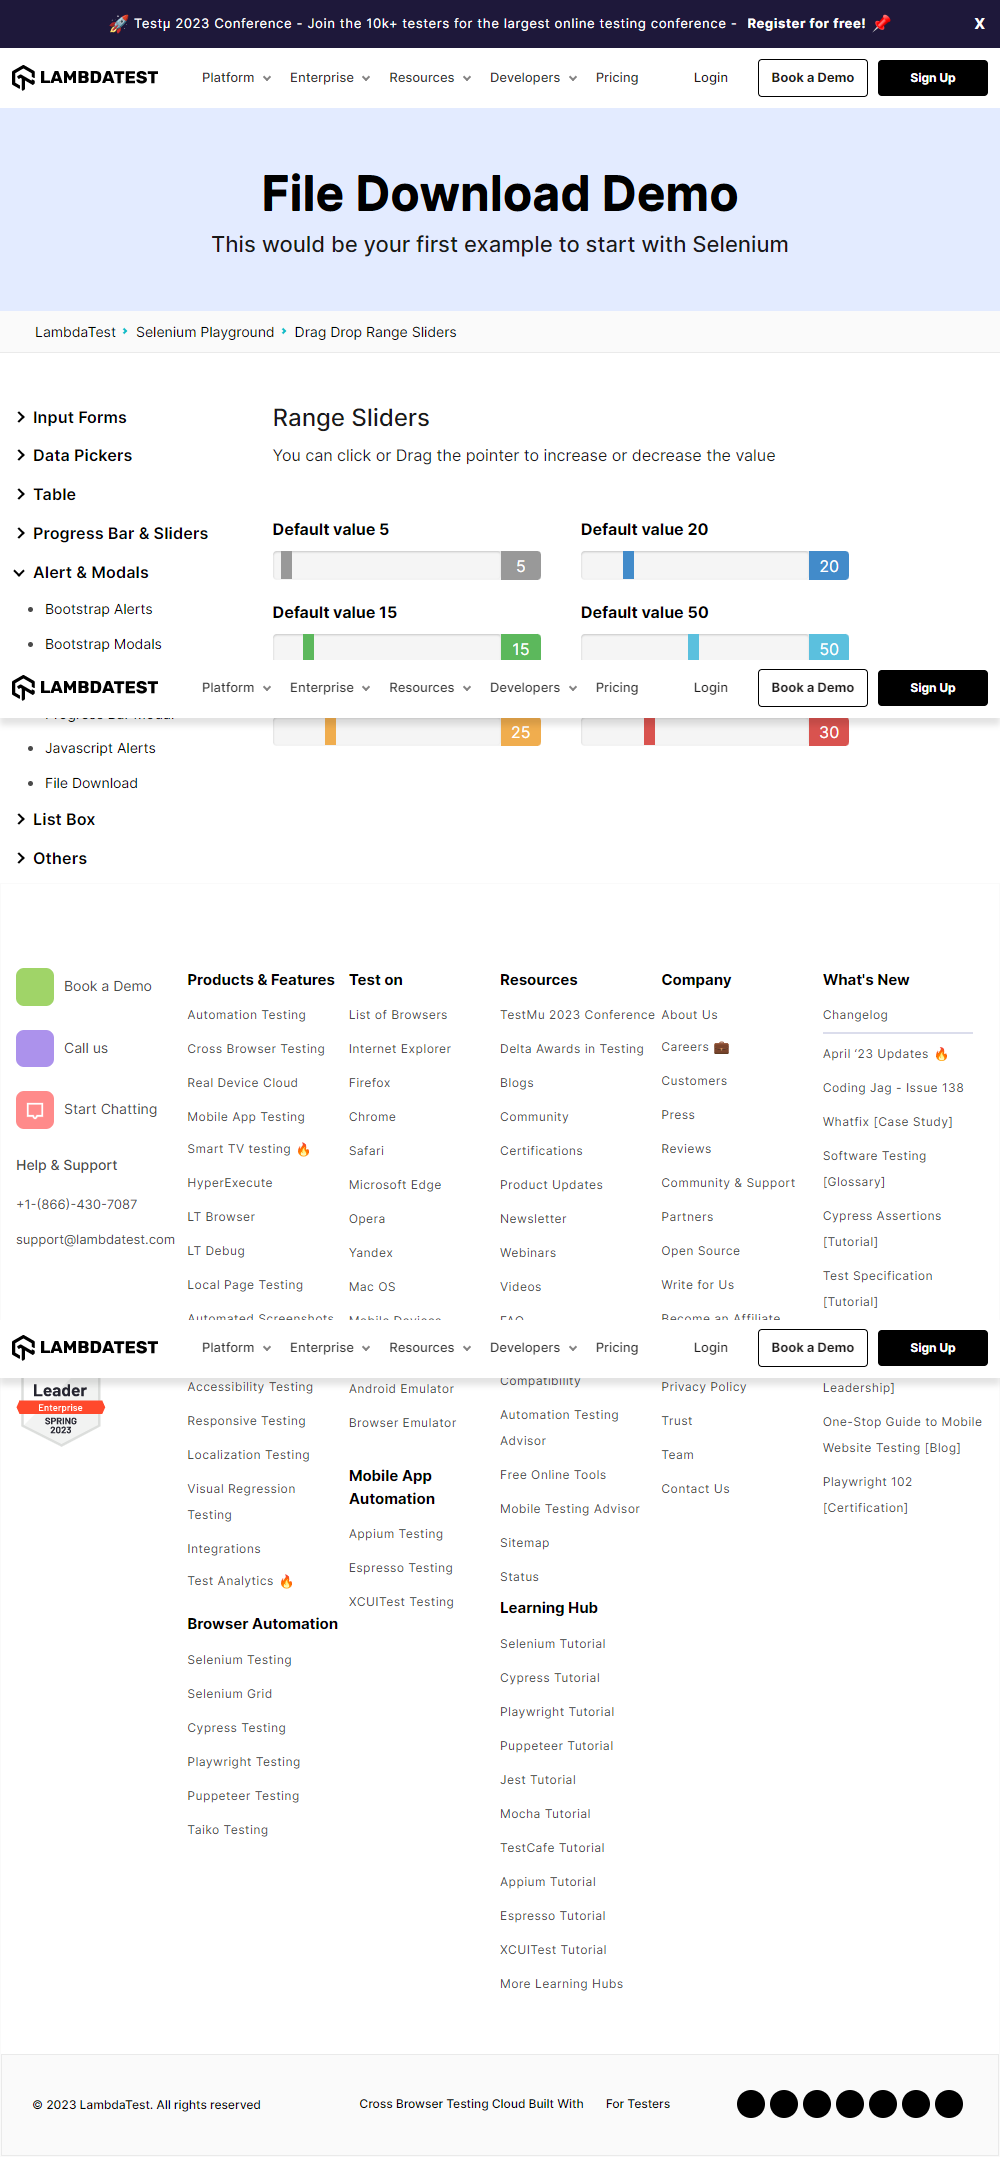 🚀 Testµ 2023 Conference - Join the 10k+ testers for the largest online testing conference - Register for free! 📌 X
LAMBDATEST Platform Enterprise Resources Developers Pricing Login Book a Demo Sign Up
File Download Demo
This would be your first example to start with Selenium
LambdaTest Selenium Playground Drag Drop Range Sliders
Input Forms
Data Pickers
Table
Progress Bar & Sliders
Alert & Modals
Bootstrap Alerts
Bootstrap Modals
Range Sliders
You can click or Drag the pointer to increase or decrease the value
Default value 5
5
Default value 20
20
Default value 15
15
Default value 50
50
LAMBDATEST Platform Enterprise Resources Developers Pricing Login Book a Demo Sign Up
Progress Bar Modal
25
30
Javascript Alerts
File Download
List Box
Others
Book a Demo
Call us
Start Chatting
Help & Support
+1-(866)-430-7087
support@lambdatest.com
Products & Features
Automation Testing
Cross Browser Testing
Real Device Cloud
Mobile App Testing
Smart TV testing 🔥
HyperExecute
LT Browser
LT Debug
Local Page Testing
Automated Screenshots
Test on
List of Browsers
Internet Explorer
Firefox
Chrome
Safari
Microsoft Edge
Opera
Yandex
Mac OS
Mobile Devices
Resources
TestMu 2023 Conference
Delta Awards in Testing
Blogs
Community
Certifications
Product Updates
Newsletter
Webinars
Videos
FAQ
Company
About Us
Careers 💼
Customers
Press
Reviews
Community & Support
Partners
Open Source
Write for Us
Become an Affiliate
What's New
Changelog
April ‘23 Updates 🔥
Coding Jag - Issue 138
Whatfix [Case Study]
Software Testing
[Glossary]
Cypress Assertions
[Tutorial]
Test Specification
[Tutorial]
LAMBDATEST Platform Enterprise Resources Developers Pricing Login Book a Demo Sign Up
Leader
Enterprise
SPRING
2023
Accessibility Testing
Responsive Testing
Localization Testing
Visual Regression
Testing
Integrations
Test Analytics 🔥
Browser Automation
Selenium Testing
Selenium Grid
Cypress Testing
Playwright Testing
Puppeteer Testing
Taiko Testing
Android Emulator
Browser Emulator
Mobile App
Automation
Appium Testing
Espresso Testing
XCUITest Testing
Compatibility
Automation Testing
Advisor
Free Online Tools
Mobile Testing Advisor
Sitemap
Status
Learning Hub
Selenium Tutorial
Cypress Tutorial
Playwright Tutorial
Puppeteer Tutorial
Jest Tutorial
Mocha Tutorial
TestCafe Tutorial
Appium Tutorial
Espresso Tutorial
XCUITest Tutorial
More Learning Hubs
Privacy Policy
Trust
Team
Contact Us
Leadership]
One-Stop Guide to Mobile
Website Testing [Blog]
Playwright 102
[Certification]
© 2023 LambdaTest. All rights reserved
Cross Browser Testing Cloud Built With For Testers